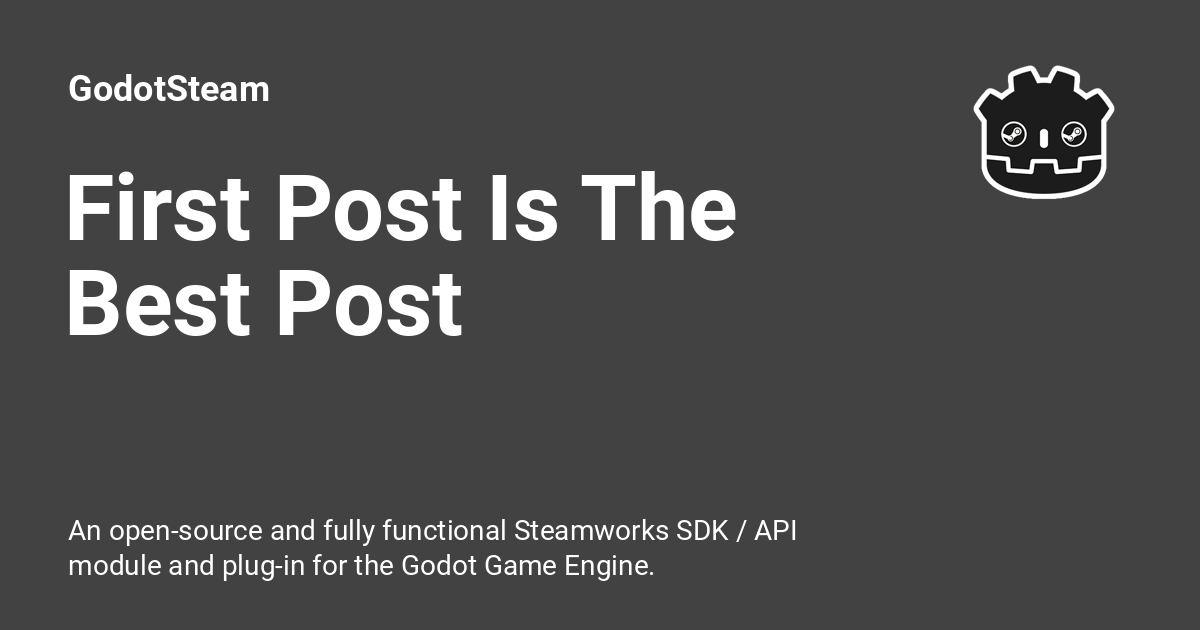 GodotSteam
First Post Is The
Best Post
An open-source and fully functional Steamworks SDK / API
module and plug-in for the Godot Game Engine.